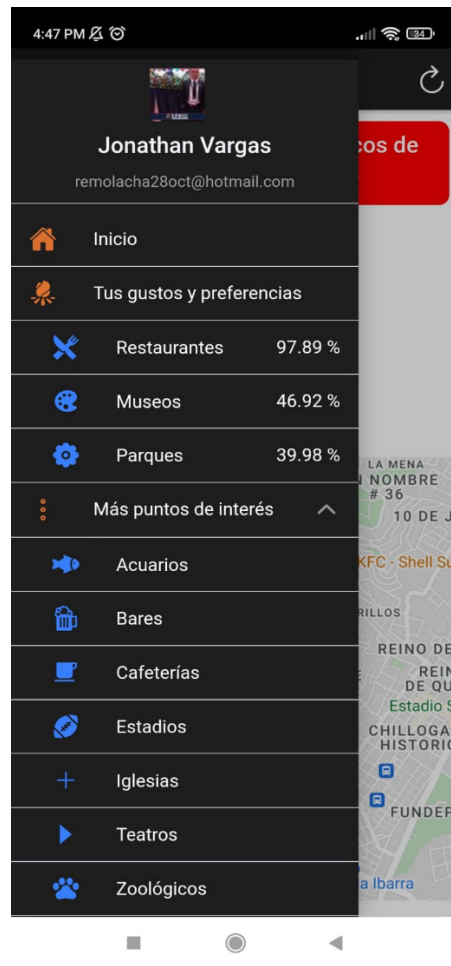 4:47 PM
34
Jonathan Vargas
remolacha28oct@hotmail.com
cos de
Inicio
Tus gustos y preferencias
Restaurantes 97.89 %
Museos 46.92 %
Parques 39.98 %
Más puntos de interés
Acuarios
Bares
Cafeterías
Estadios
Iglesias
Teatros
Zoológicos
LA MENA
NOMBRE
# 36
10 DE J
KFC - Shell Su
RILLOS
REINO DE
REIN
DE QU
Estadio S
CHILLOGA
HISTORIC
FUNDEP
a Ibarra